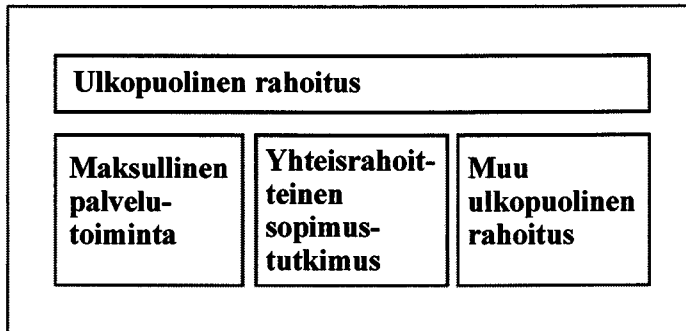 Ulkopuolinen rahoitus
Maksullinen
palvelu-
toiminta
Yhteisrahoit-
teinen
sopimus-
tutkimus
Muu
ulkopuolinen
rahoitus